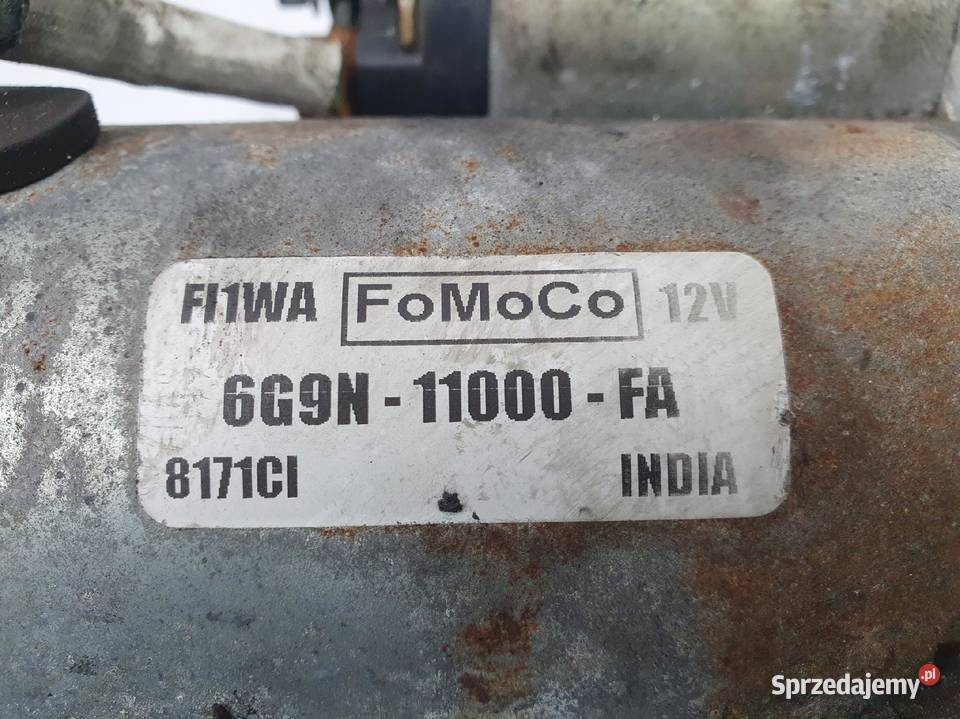 FI1WA FoMoCo 12V
6G9N - 11000 - FA
8171CI INDIA
Sprzedajemy.pl